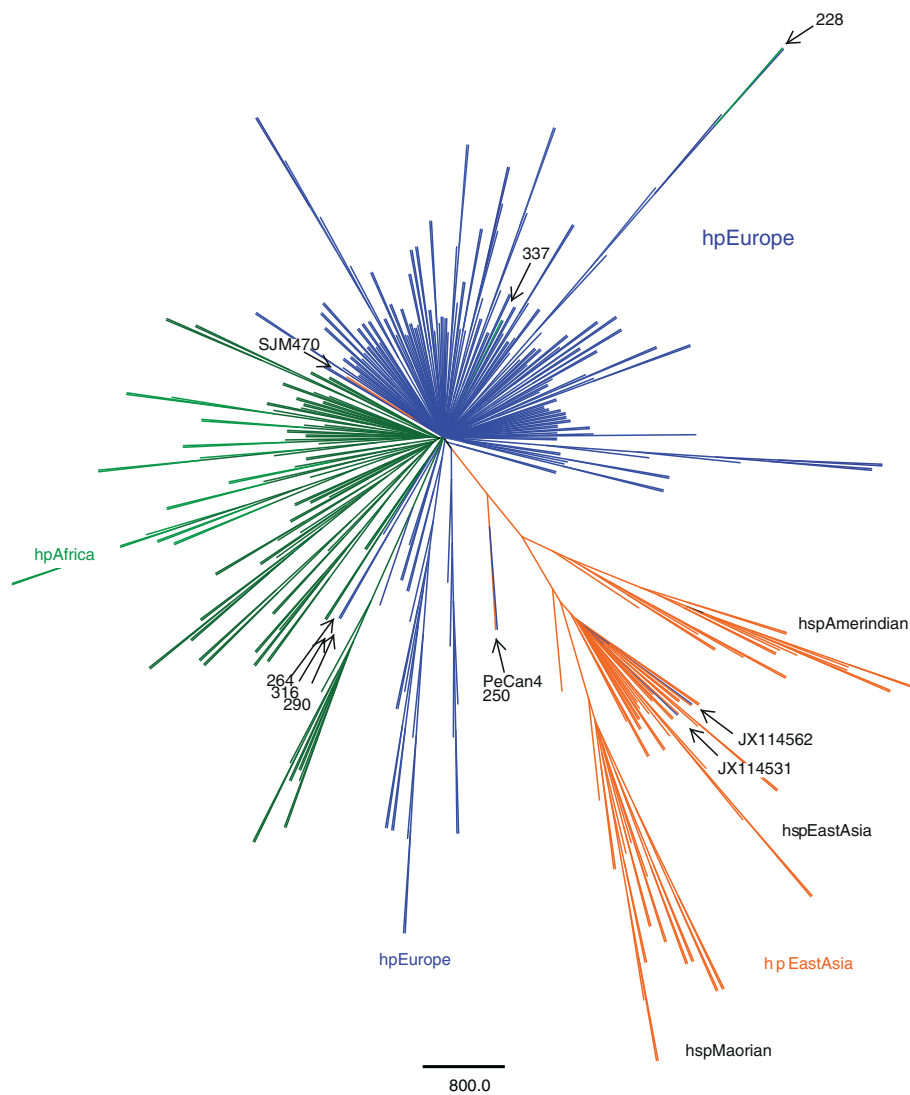 228
hpEurope
337
SJM470
hpAfrica
hspAmerindian
264
316
290
PeCan4
250
JX114562
JX114531
hspEastAsia
hpEurope
h p EastAsia
hspMaorian
800.0